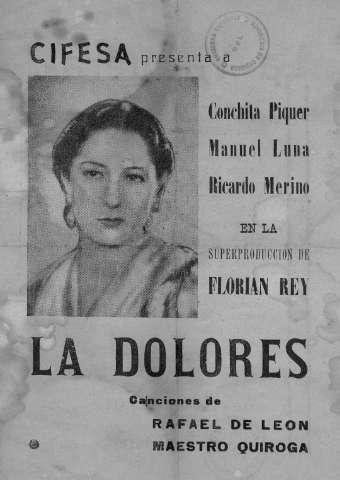 CIFESA presenta a
Conchita Piquer
Manuel Luna
Ricardo Merino
EN LA
SUPERPRODUCCION DE
FLORIAN REY
LA DOLORES
Canciones de
RAFAEL DE LEON
MAESTRO QUIROGA